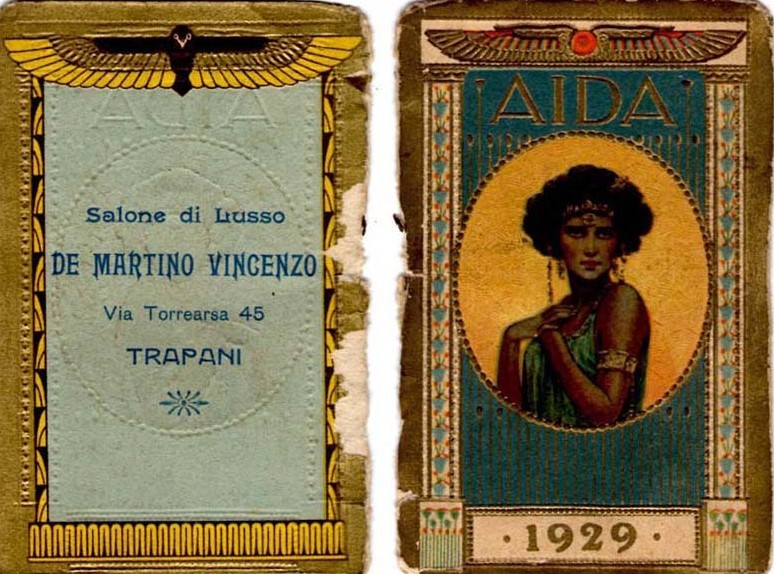 Salone di Lusso
DE MARTINO VINCENZO
Via Torrearsa 45
TRAPANI
AIDA
· 1929 ·